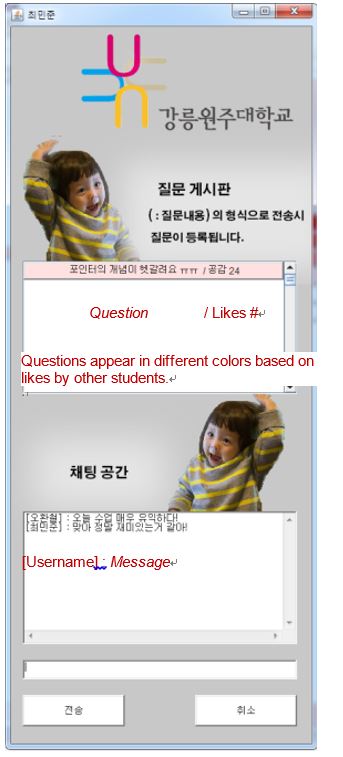 최민준
강릉원주대학교
질문 게시판
( : 질문내용) 의 형식으로 전송시
질문이 등록됩니다.
포인터의 개념이 헷갈려요 ㅠㅠ / 공감 24
Question / Likes #
Questions appear in different colors based on
likes by other students.
채팅 공간
[오환철] : 오늘 수업 매우 유익하다!
[최민준] : 맞아 정말 재미있는거 같아!
[Username] : Message
전송 취소